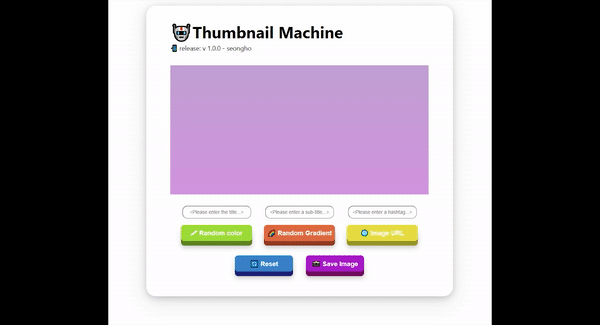 Thumbnail Machine
release: v 1.0.0 - seongho
<Please enter the title...> <Please enter a sub-title...> <Please enter a hashtag...>
Random color Random Gradient Image URL
Reset Save Image